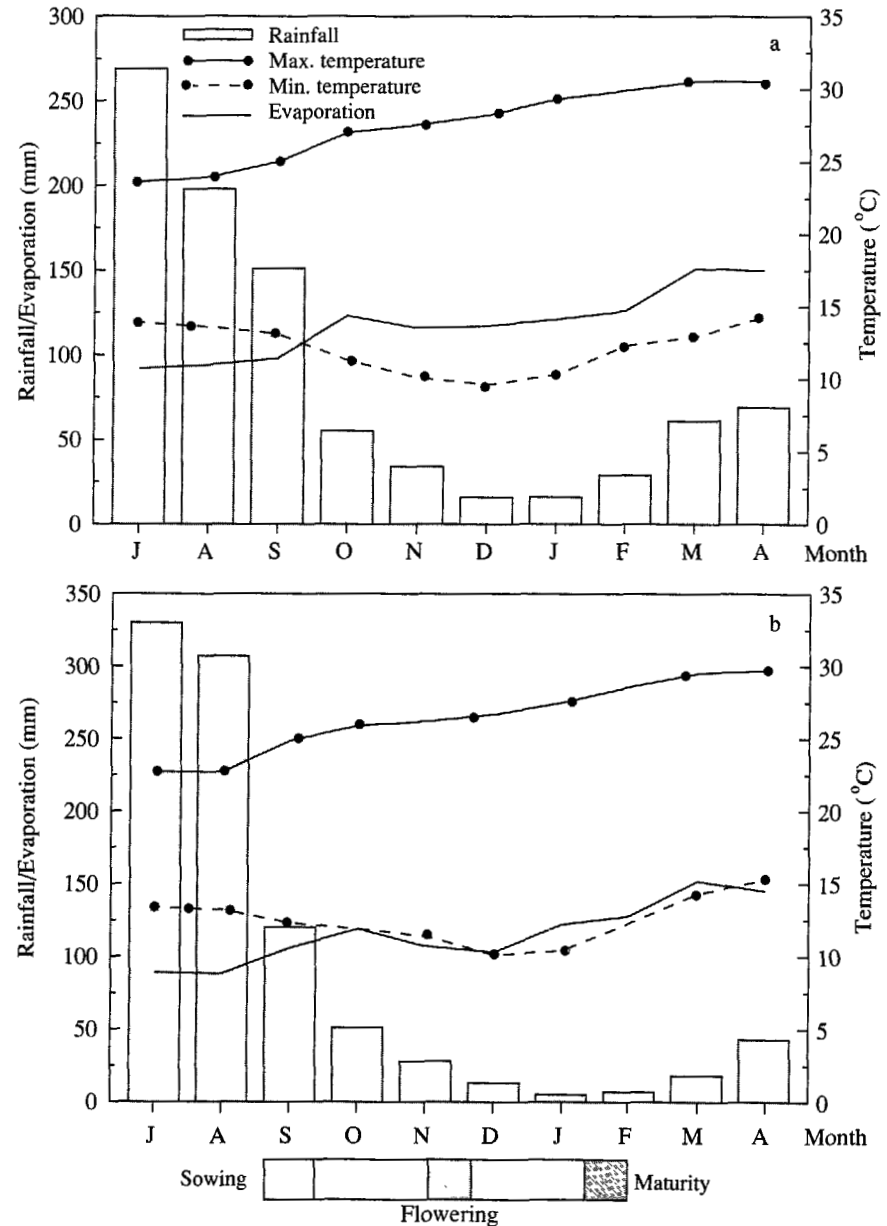 300
250
200
150
100
50
0
Rainfall/Evaporation (mm)
Rainfall
Max. temperature
Min. temperature
Evaporation
a
35
30
25
20
15
10
5
0
Temperature (°C)
J A S O N D J F M A Month
350
300
250
200
150
100
50
0
Rainfall/Evaporation (mm)
b
35
30
25
20
15
10
5
0
Temperature (°C)
J A S O N D J F M A Month
Sowing Maturity
Flowering